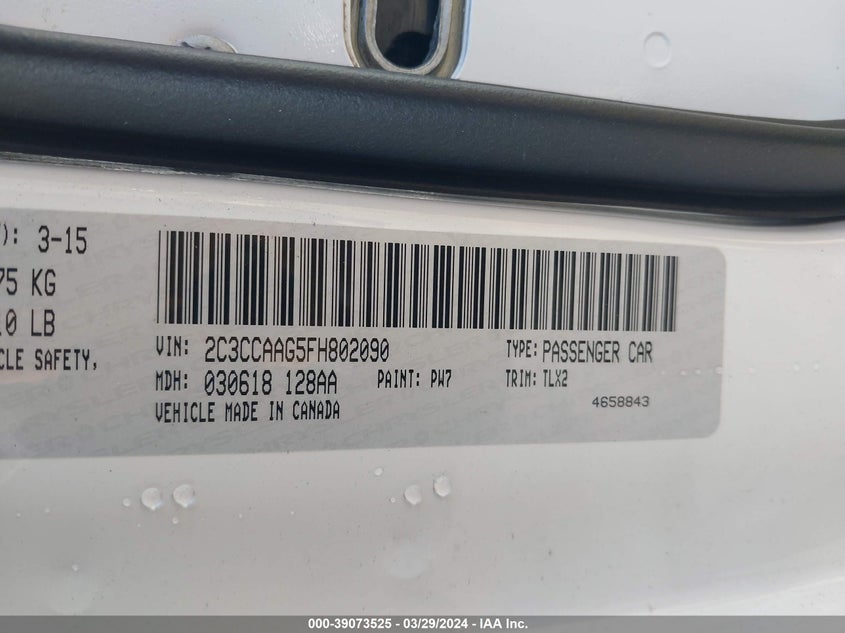 ): 3-15
75 KG
LB
CLE SAFETY,
VIN: 2C3CCAAG5FH802090
TYPE: PASSENGER CAR
MDH: 030618 128AA
PAINT: PW7
TRIM: TLX2
VEHICLE MADE IN CANADA
4658843
000-39073525 - 03/29/2024 - IAA Inc.